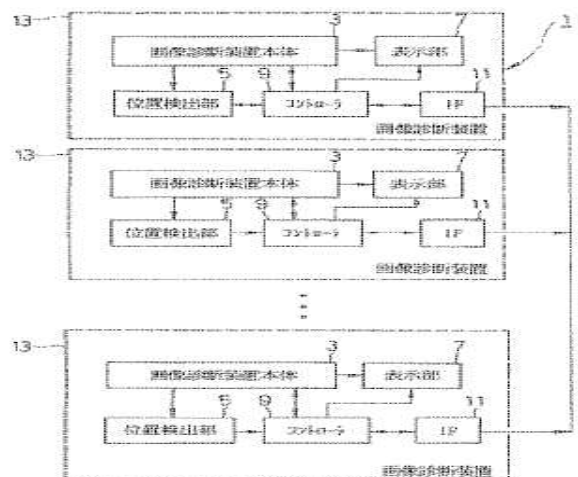 13 3 7 1
画像診断装置本体 表示部
5 9 11
位置検出部 コントローラ IF
画像診断装置
13 3 7
画像診断装置本体 表示部
5 9 11
位置検出部 コントローラ IF
画像診断装置
13 3 7
画像診断装置本体 表示部
5 9 11
位置検出部 コントローラ IF
画像診断装置